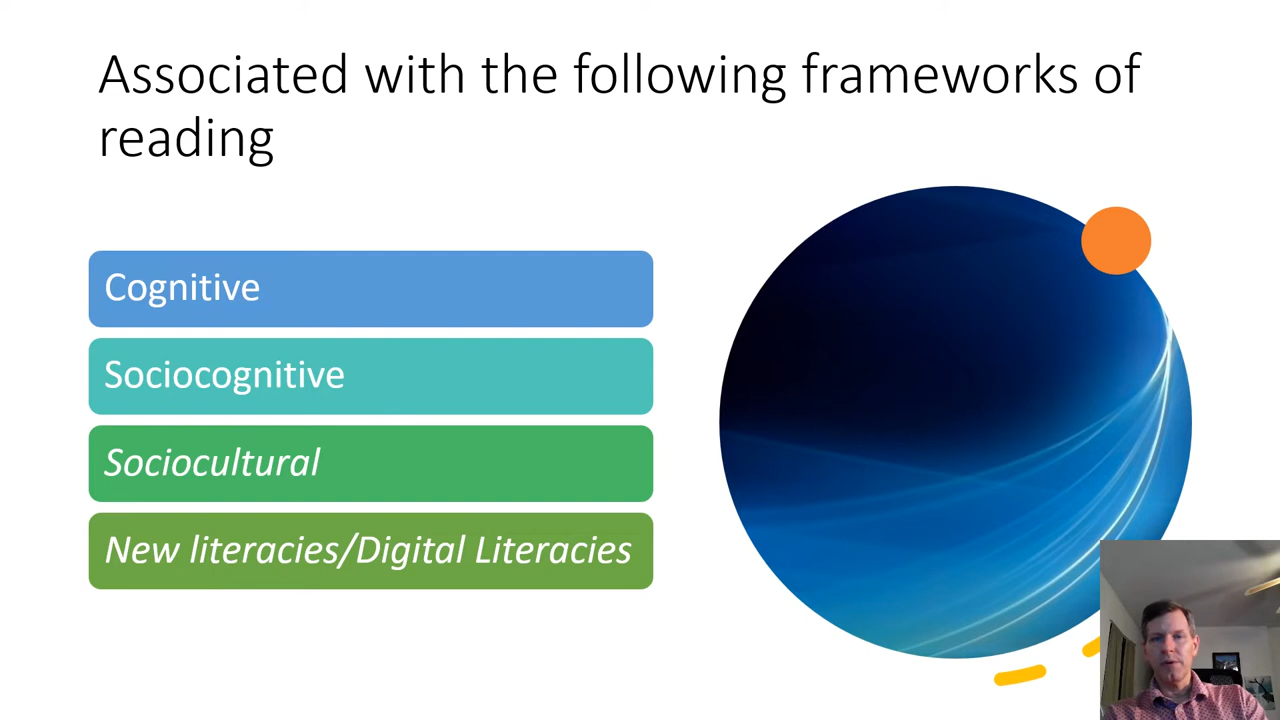 Associated with the following frameworks of
reading
Cognitive
Sociocognitive
Sociocultural
New literacies/Digital Literacies